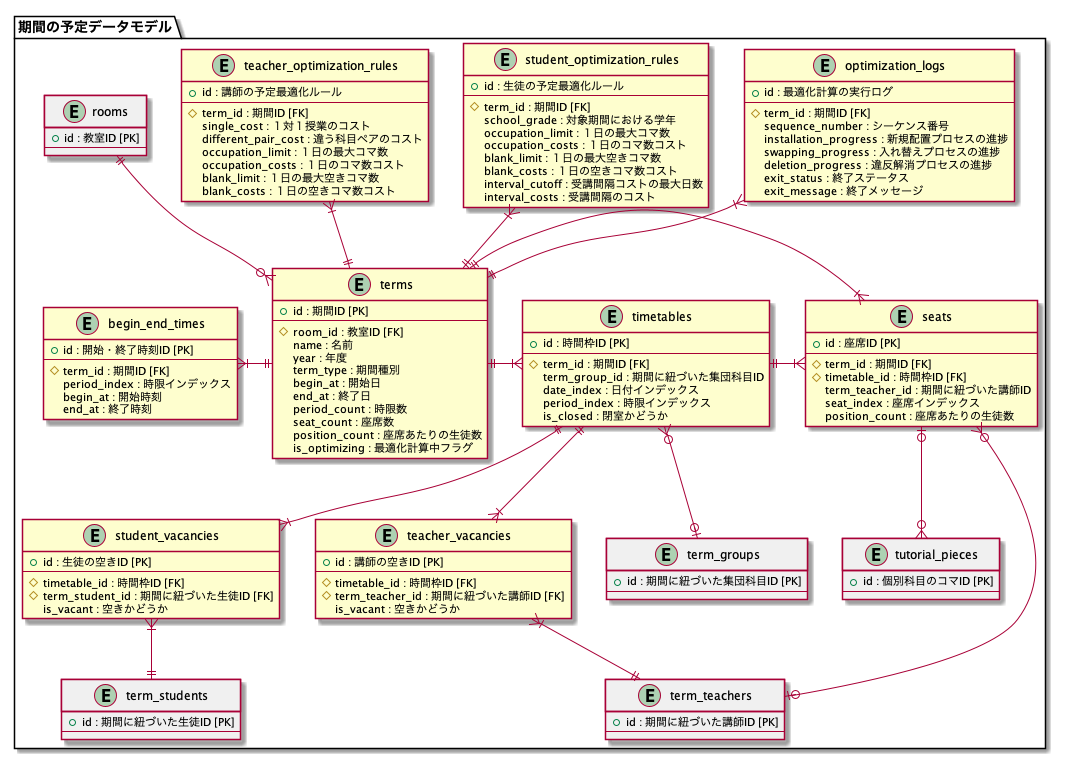 期間の予定データモデル
E teacher_optimization_rules
id : 講師の予定最適化ルール
term_id : 期間ID [FK]
single_cost : １対１授業のコスト
different_pair_cost : 違う科目ペアのコスト
occupation_limit : １日の最大コマ数
occupation_costs : １日のコマ数コスト
blank_limit : １日の最大空きコマ数
blank_costs : １日の空きコマ数コスト
E student_optimization_rules
id : 生徒の予定最適化ルール
term_id : 期間ID [FK]
school_grade : 対象期間における学年
occupation_limit : １日の最大コマ数
occupation_costs : １日のコマ数コスト
blank_limit : １日の最大空きコマ数
blank_costs : １日の空きコマ数コスト
interval_cutoff : 受講間隔コストの最大日数
interval_costs : 受講間隔のコスト
E optimization_logs
id : 最適化計算の実行ログ
term_id : 期間ID [FK]
sequence_number : シーケンス番号
installation_progress : 新規配置プロセスの進捗
swapping_progress : 入れ替えプロセスの進捗
deletion_progress : 違反解消プロセスの進捗
exit_status : 終了ステータス
exit_message : 終了メッセージ
E rooms
id : 教室ID [PK]
E begin_end_times
id : 開始・終了時刻ID [PK]
term_id : 期間ID [FK]
period_index : 時限インデックス
begin_at : 開始時刻
end_at : 終了時刻
E terms
id : 期間ID [PK]
room_id : 教室ID [FK]
name : 名前
year : 年度
term_type : 期間種別
begin_at : 開始日
end_at : 終了日
period_count : 時限数
seat_count : 座席数
position_count : 座席あたりの生徒数
is_optimizing : 最適化計算中フラグ
E timetables
id : 時間枠ID [PK]
term_id : 期間ID [FK]
term_group_id : 期間に紐づいた集団科目ID
date_index : 日付インデックス
period_index : 時限インデックス
is_closed : 閉室かどうか
E seats
id : 座席ID [PK]
term_id : 期間ID [FK]
timetable_id : 時間枠ID [FK]
term_teacher_id : 期間に紐づいた講師ID
seat_index : 座席インデックス
position_count : 座席あたりの生徒数
E student_vacancies
id : 生徒の空きID [PK]
timetable_id : 時間枠ID [FK]
term_student_id : 期間に紐づいた生徒ID [FK]
is_vacant : 空きかどうか
E teacher_vacancies
id : 講師の空きID [PK]
timetable_id : 時間枠ID [FK]
term_teacher_id : 期間に紐づいた講師ID [FK]
is_vacant : 空きかどうか
E term_groups
id : 期間に紐づいた集団科目ID [PK]
E tutorial_pieces
id : 個別科目のコマID [PK]
E term_students
id : 期間に紐づいた生徒ID [PK]
E term_teachers
id : 期間に紐づいた講師ID [PK]